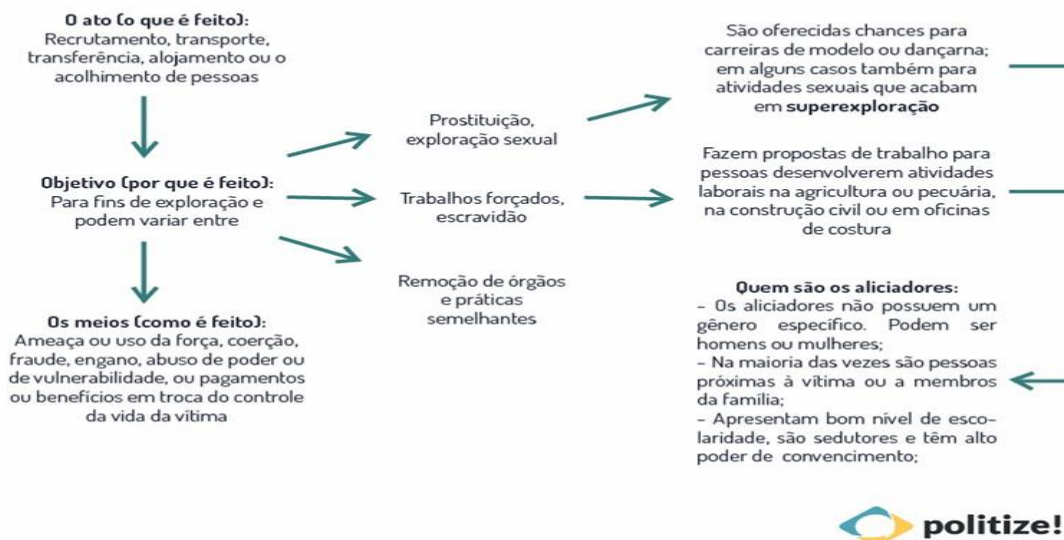 O ato (o que é feito):
Recrutamento, transporte,
transferência, alojamento ou o
acolhimento de pessoas
Objetivo (por que é feito):
Para fins de exploração e
podem variar entre
Os meios (como é feito):
Ameaça ou uso da força, coerção,
fraude, engano, abuso de poder ou
de vulnerabilidade, ou pagamentos
ou benefícios em troca do controle
da vida da vítima
Prostituição,
exploração sexual
Trabalhos forçados,
escravidão
Remoção de órgãos
e práticas
semelhantes
São oferecidas chances para
carreiras de modelo ou dançarna;
em alguns casos também para
atividades sexuais que acabam
em superexploração
Fazem propostas de trabalho para
pessoas desenvolverem atividades
laborais na agricultura ou pecuária,
na construção civil ou em oficinas
de costura
Quem são os aliciadores:
– Os aliciadores não possuem um
gênero específico. Podem ser
homens ou mulheres;
– Na maioria das vezes são pessoas
próximas à vítima ou a membros
da família;
– Apresentam bom nível de esco-
laridade, são sedutores e têm alto
poder de convencimento;
politize!